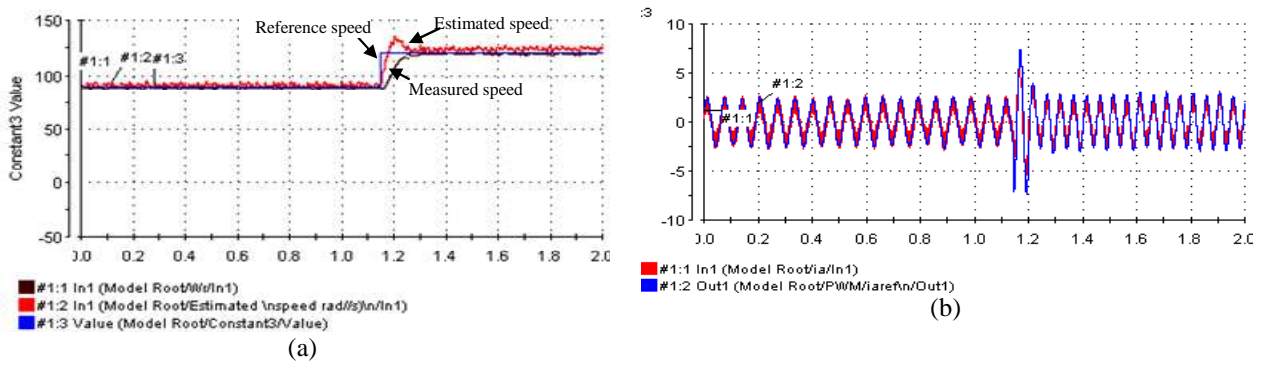 150
100
50
0
-50
Constant3 Value
Reference speed
Estimated speed
#1:1
#1:2
#1:3
Measured speed
0.0 0.2 0.4 0.6 0.8 1.0 1.2 1.4 1.6 1.8 2.0
#1:1 In1 (Model Root/Wr/In1)
#1:2 In1 (Model Root/Estimated \nspeed rad//s)\n/In1)
#1:3 Value (Model Root/Constant3/Value)
(a)
:3
10
5
0
-5
-10
#1:2
#1:1
0.0 0.2 0.4 0.6 0.8 1.0 1.2 1.4 1.6 1.8 2.0
#1:1 In1 (Model Root/ia/In1)
#1:2 Out1 (Model Root/PWM/iaref\n/Out1)
(b)